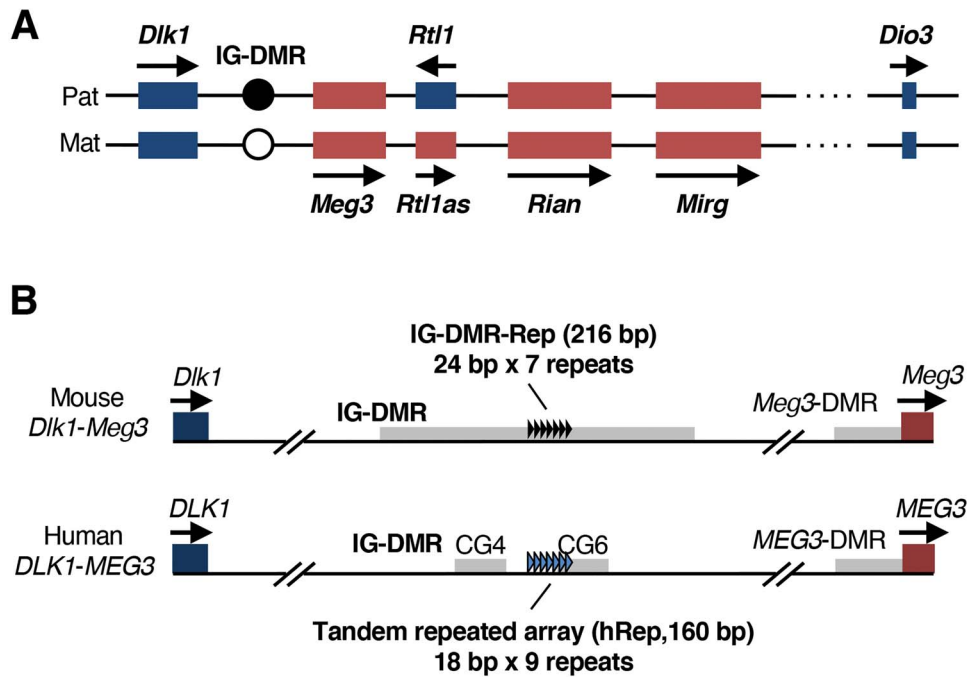 A
Dlk1
IG-DMR
Rtl1
Dio3
Pat
Mat
Meg3
Rtl1as
Rian
Mirg
B
IG-DMR-Rep (216 bp)
24 bp x 7 repeats
Mouse
Dlk1-Meg3
Dlk1
IG-DMR
Meg3-DMR
Meg3
Human
DLK1-MEG3
DLK1
IG-DMR
CG4
CG6
MEG3-DMR
MEG3
Tandem repeated array (hRep,160 bp)
18 bp x 9 repeats